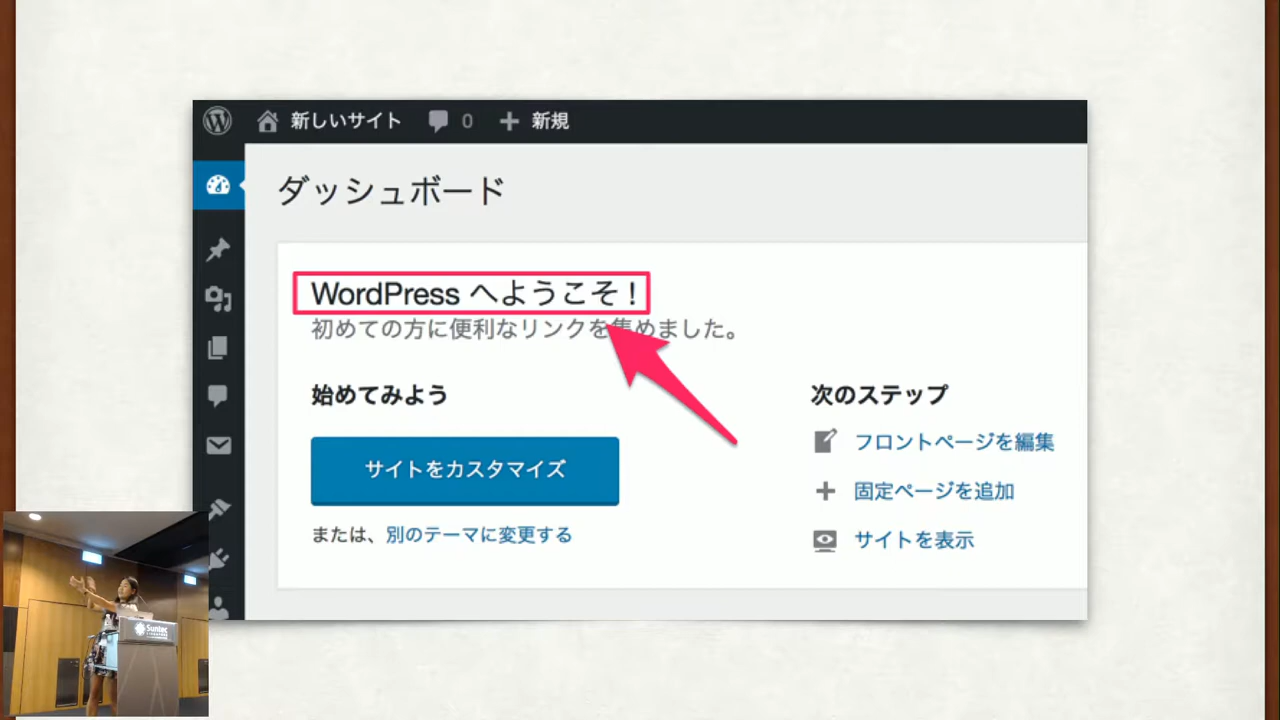 新しいサイト 0 新規
ダッシュボード
WordPress へようこそ !
初めての方に便利なリンクを集めました。
始めてみよう
サイトをカスタマイズ
または、別のテーマに変更する
次のステップ
フロントページを編集
固定ページを追加
サイトを表示
Suntec
SINGAPORE